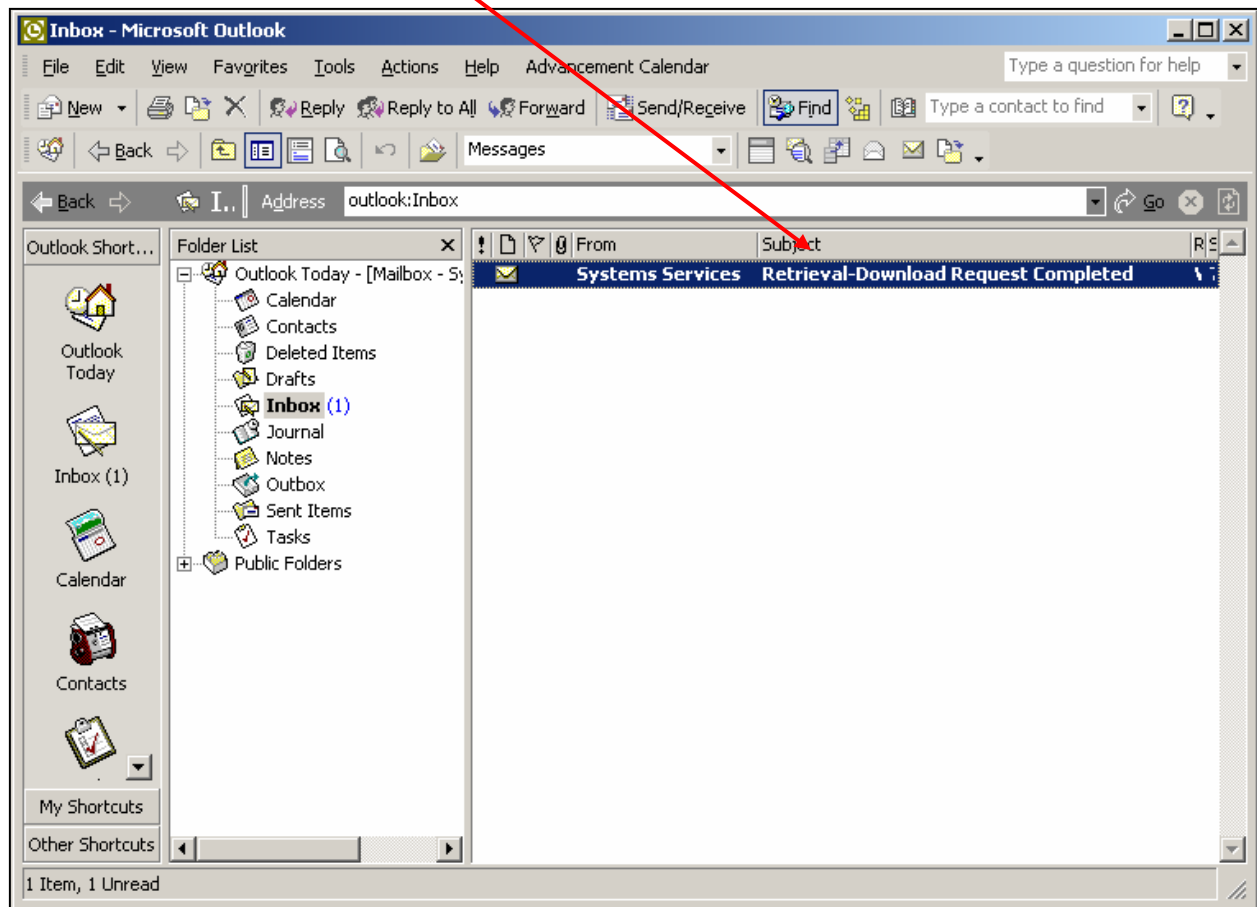 Inbox - Microsoft Outlook
File Edit View Favorites Tools Actions Help Advancement Calendar Type a question for help
New Reply Reply to All Forward Send/Receive Find Type a contact to find
Back Messages
Back I.. Address outlook:Inbox Go
Outlook Short... Folder List ! From Subject R S
Outlook Today - [Mailbox - Sy Systems Services Retrieval-Download Request Completed
Calendar
Contacts
Outlook Today
Deleted Items
Drafts
Inbox (1)
Journal
Notes
Inbox (1)
Outbox
Sent Items
Tasks
Public Folders
Calendar
Contacts
My Shortcuts
Other Shortcuts
1 Item, 1 Unread